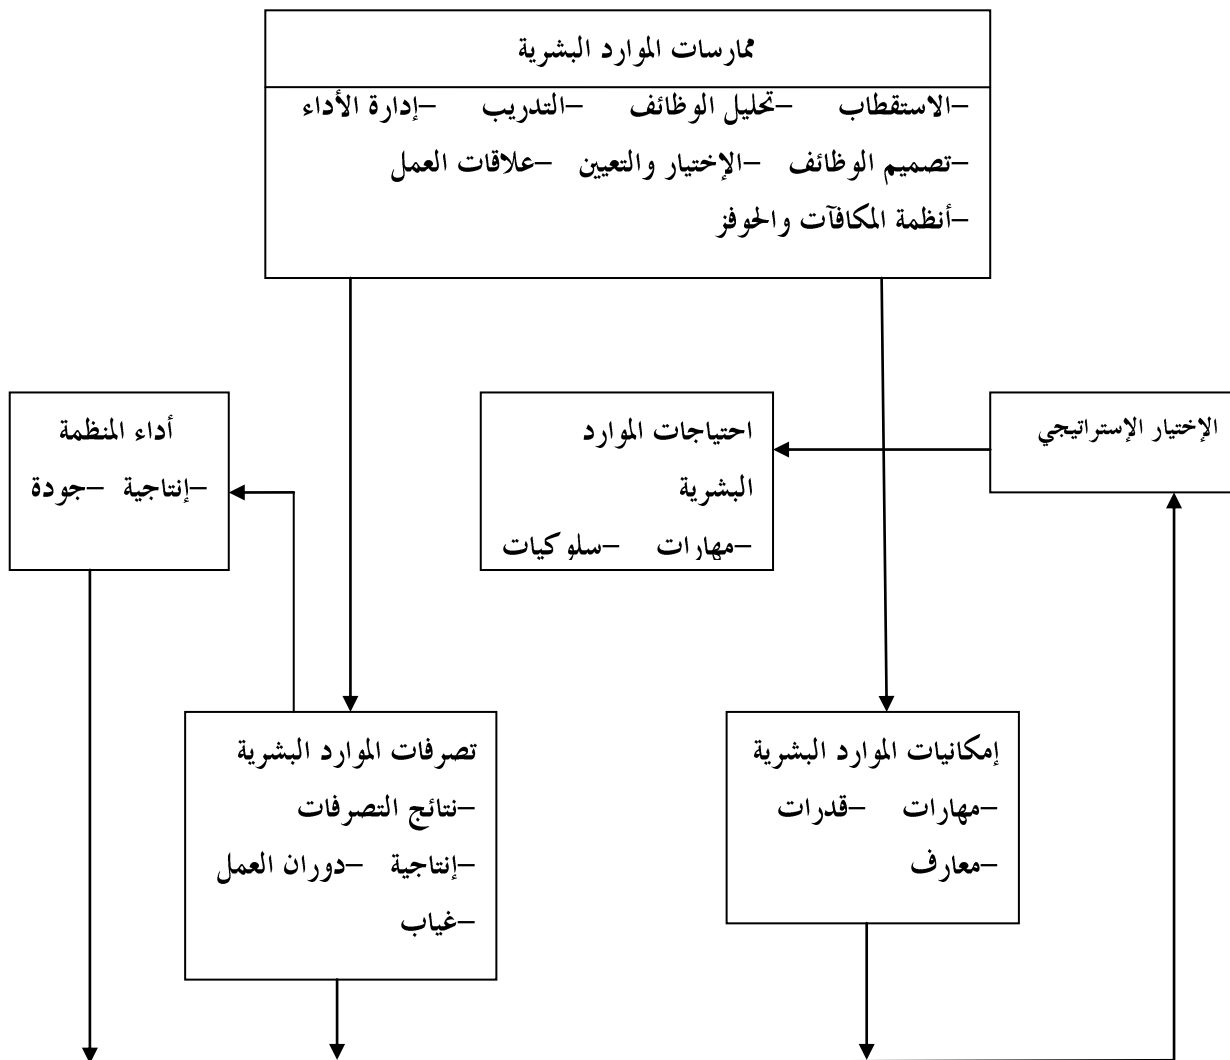 ممارسات الموارد البشرية
–الاستقطاب –تحليل الوظائف –التدريب –إدارة الأداء
–تصميم الوظائف –الإختيار والتعيين –علاقات العمل
–أنظمة المكافآت والحوفز
الإختيار الإستراتيجي
احتياجات الموارد
البشرية
–مهارات –سلوكيات
أداء المنظمة
–إنتاجية –جودة
إمكانيات الموارد البشرية
–مهارات –قدرات
–معارف
تصرفات الموارد البشرية
–نتائج التصرفات
–إنتاجية –دوران العمل
–غياب